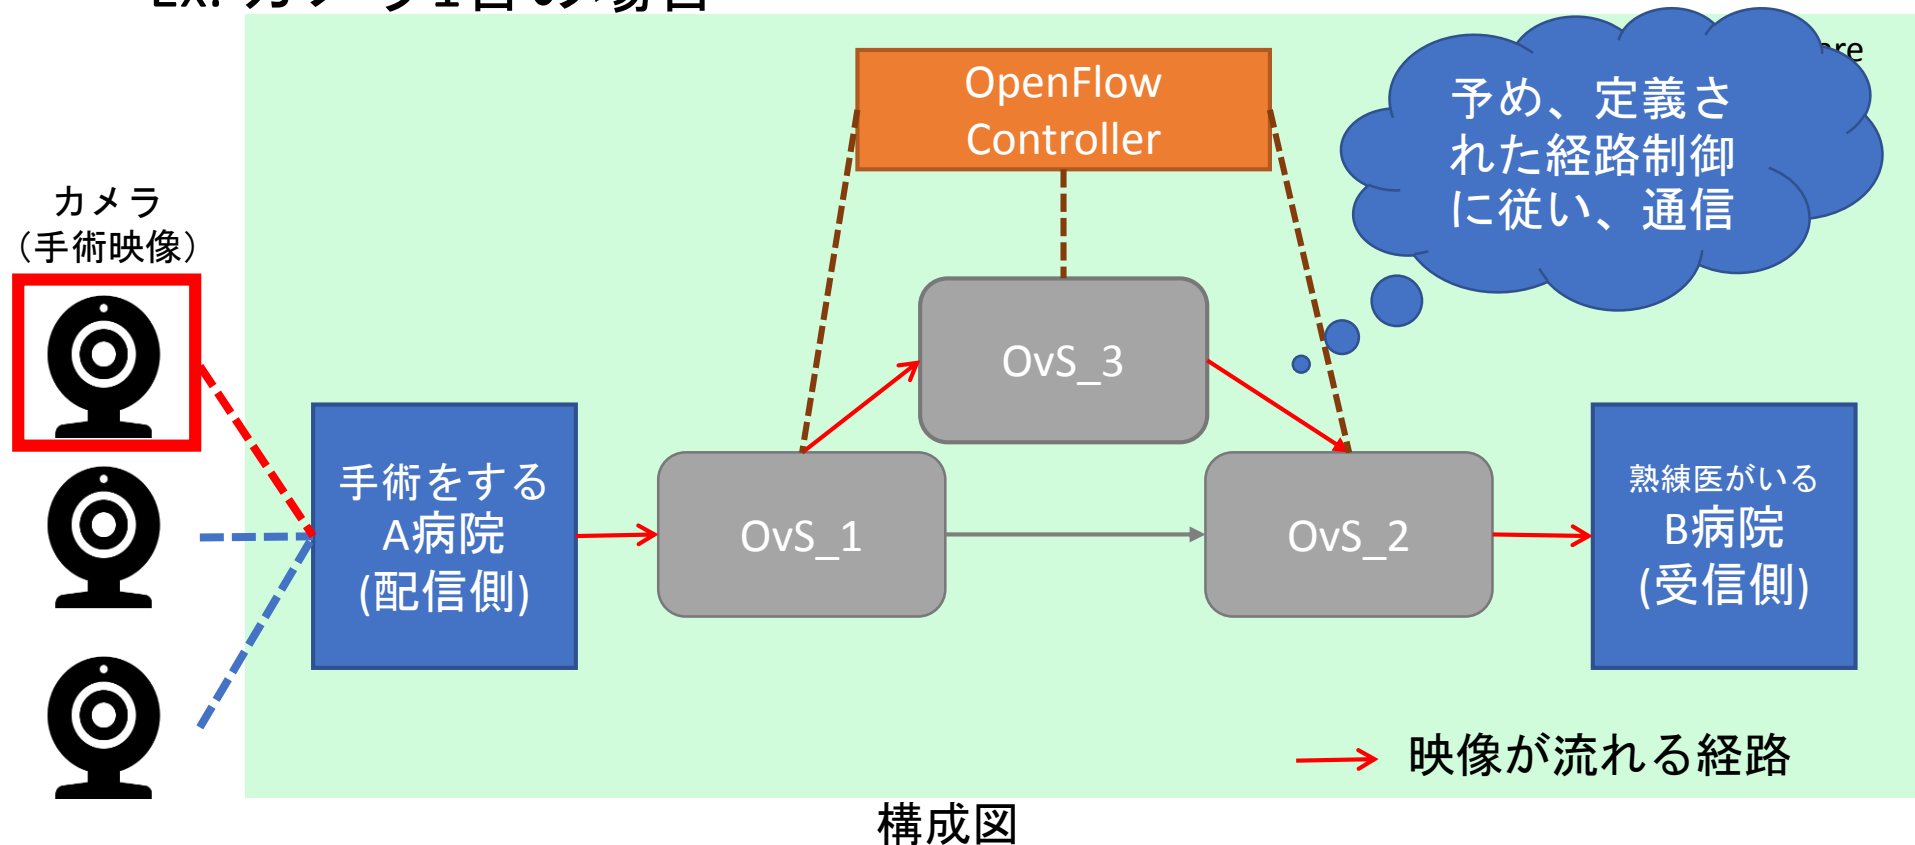 OpenFlow
Controller
予め、定義さ
れた経路制御
に従い、通信
カメラ
（手術映像）
OvS_3
手術をする
A病院
(配信側)
OvS_1
OvS_2
熟練医がいる
B病院
(受信側)
映像が流れる経路
構成図